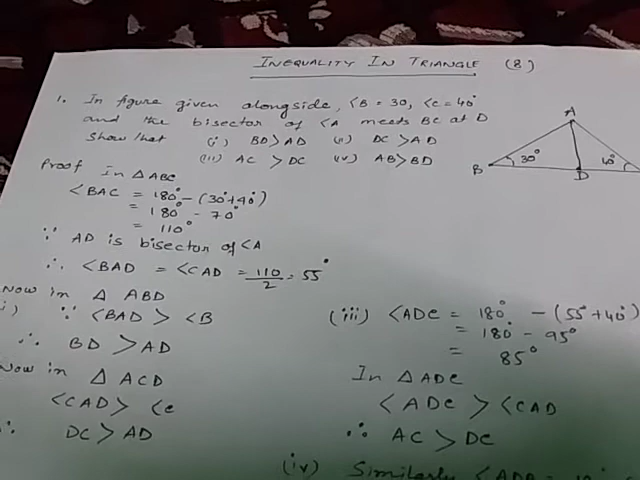 INEQUALITY IN TRIANGLE (8)
1. In figure given alongside, <B = 30, <C = 40°
and the bisector of <A meets BC at D
Show that (i) BD > AD (ii) DC > AD
(iii) AC > DC (iv) AB > BD
A
B 30° D 40°
Proof In △ ABC
<BAC = 180° - (30° + 40°)
= 180° - 70°
= 110°
∵ AD is bisector of <A
∴ <BAD = <CAD = 110/2 = 55°
Now in △ ABD
i) ∵ <BAD > <B
∴ BD > AD
Now in △ ACD
<CAD > <C
∴ DC > AD
(iii) <ADC = 180° - (55° + 40°)
= 180° - 95°
= 85°
In △ ADC
<ADC > <CAD
∴ AC > DC
(iv) Similarly <ADB =